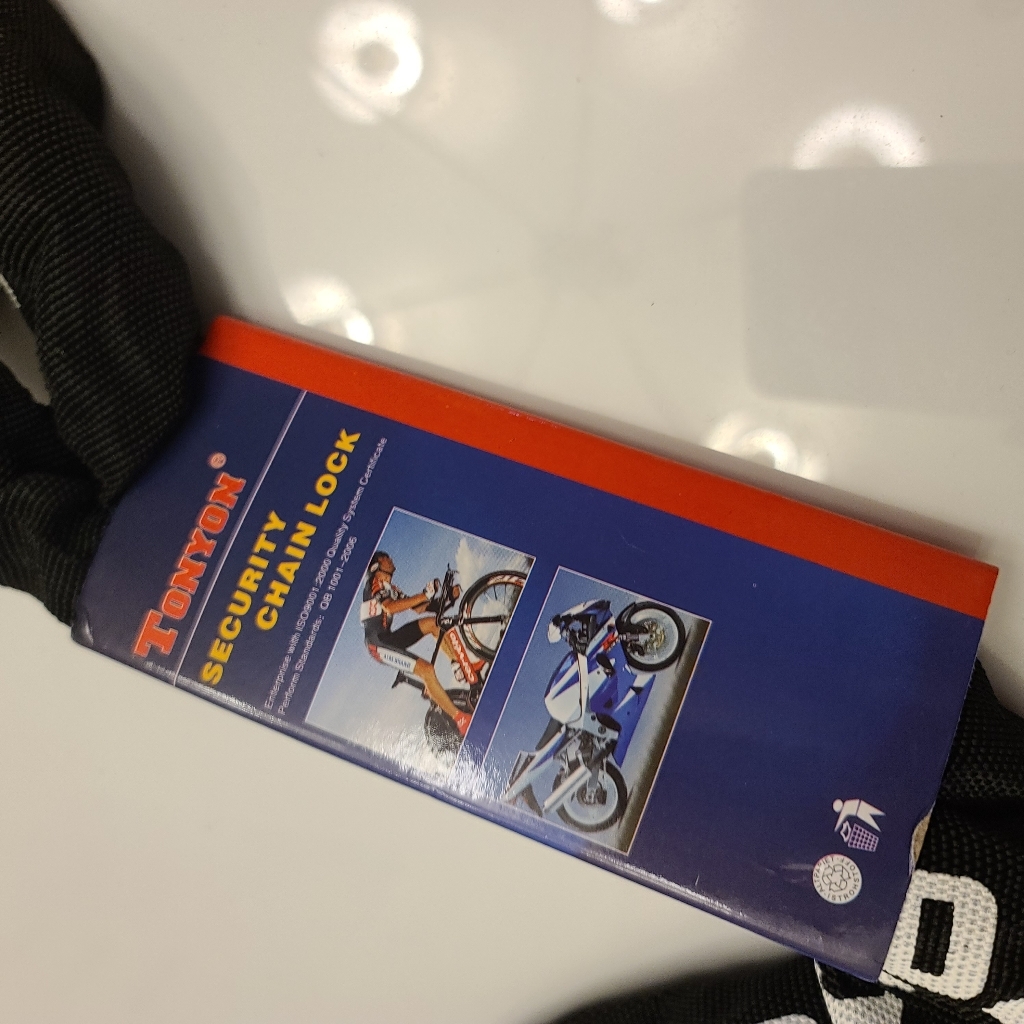 TONYON®
SECURITY
CHAIN LOCK
Enterprise with ISO9001:2000 Quality System Certificate
Perform Standards: QB 1001-2006